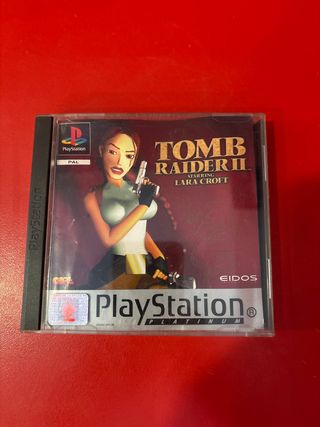 PlayStation
PAL
TOMB
RAIDER II
STARRING
LARA CROFT
PlayStation
EIDOS
PlayStation®
PLATINUM